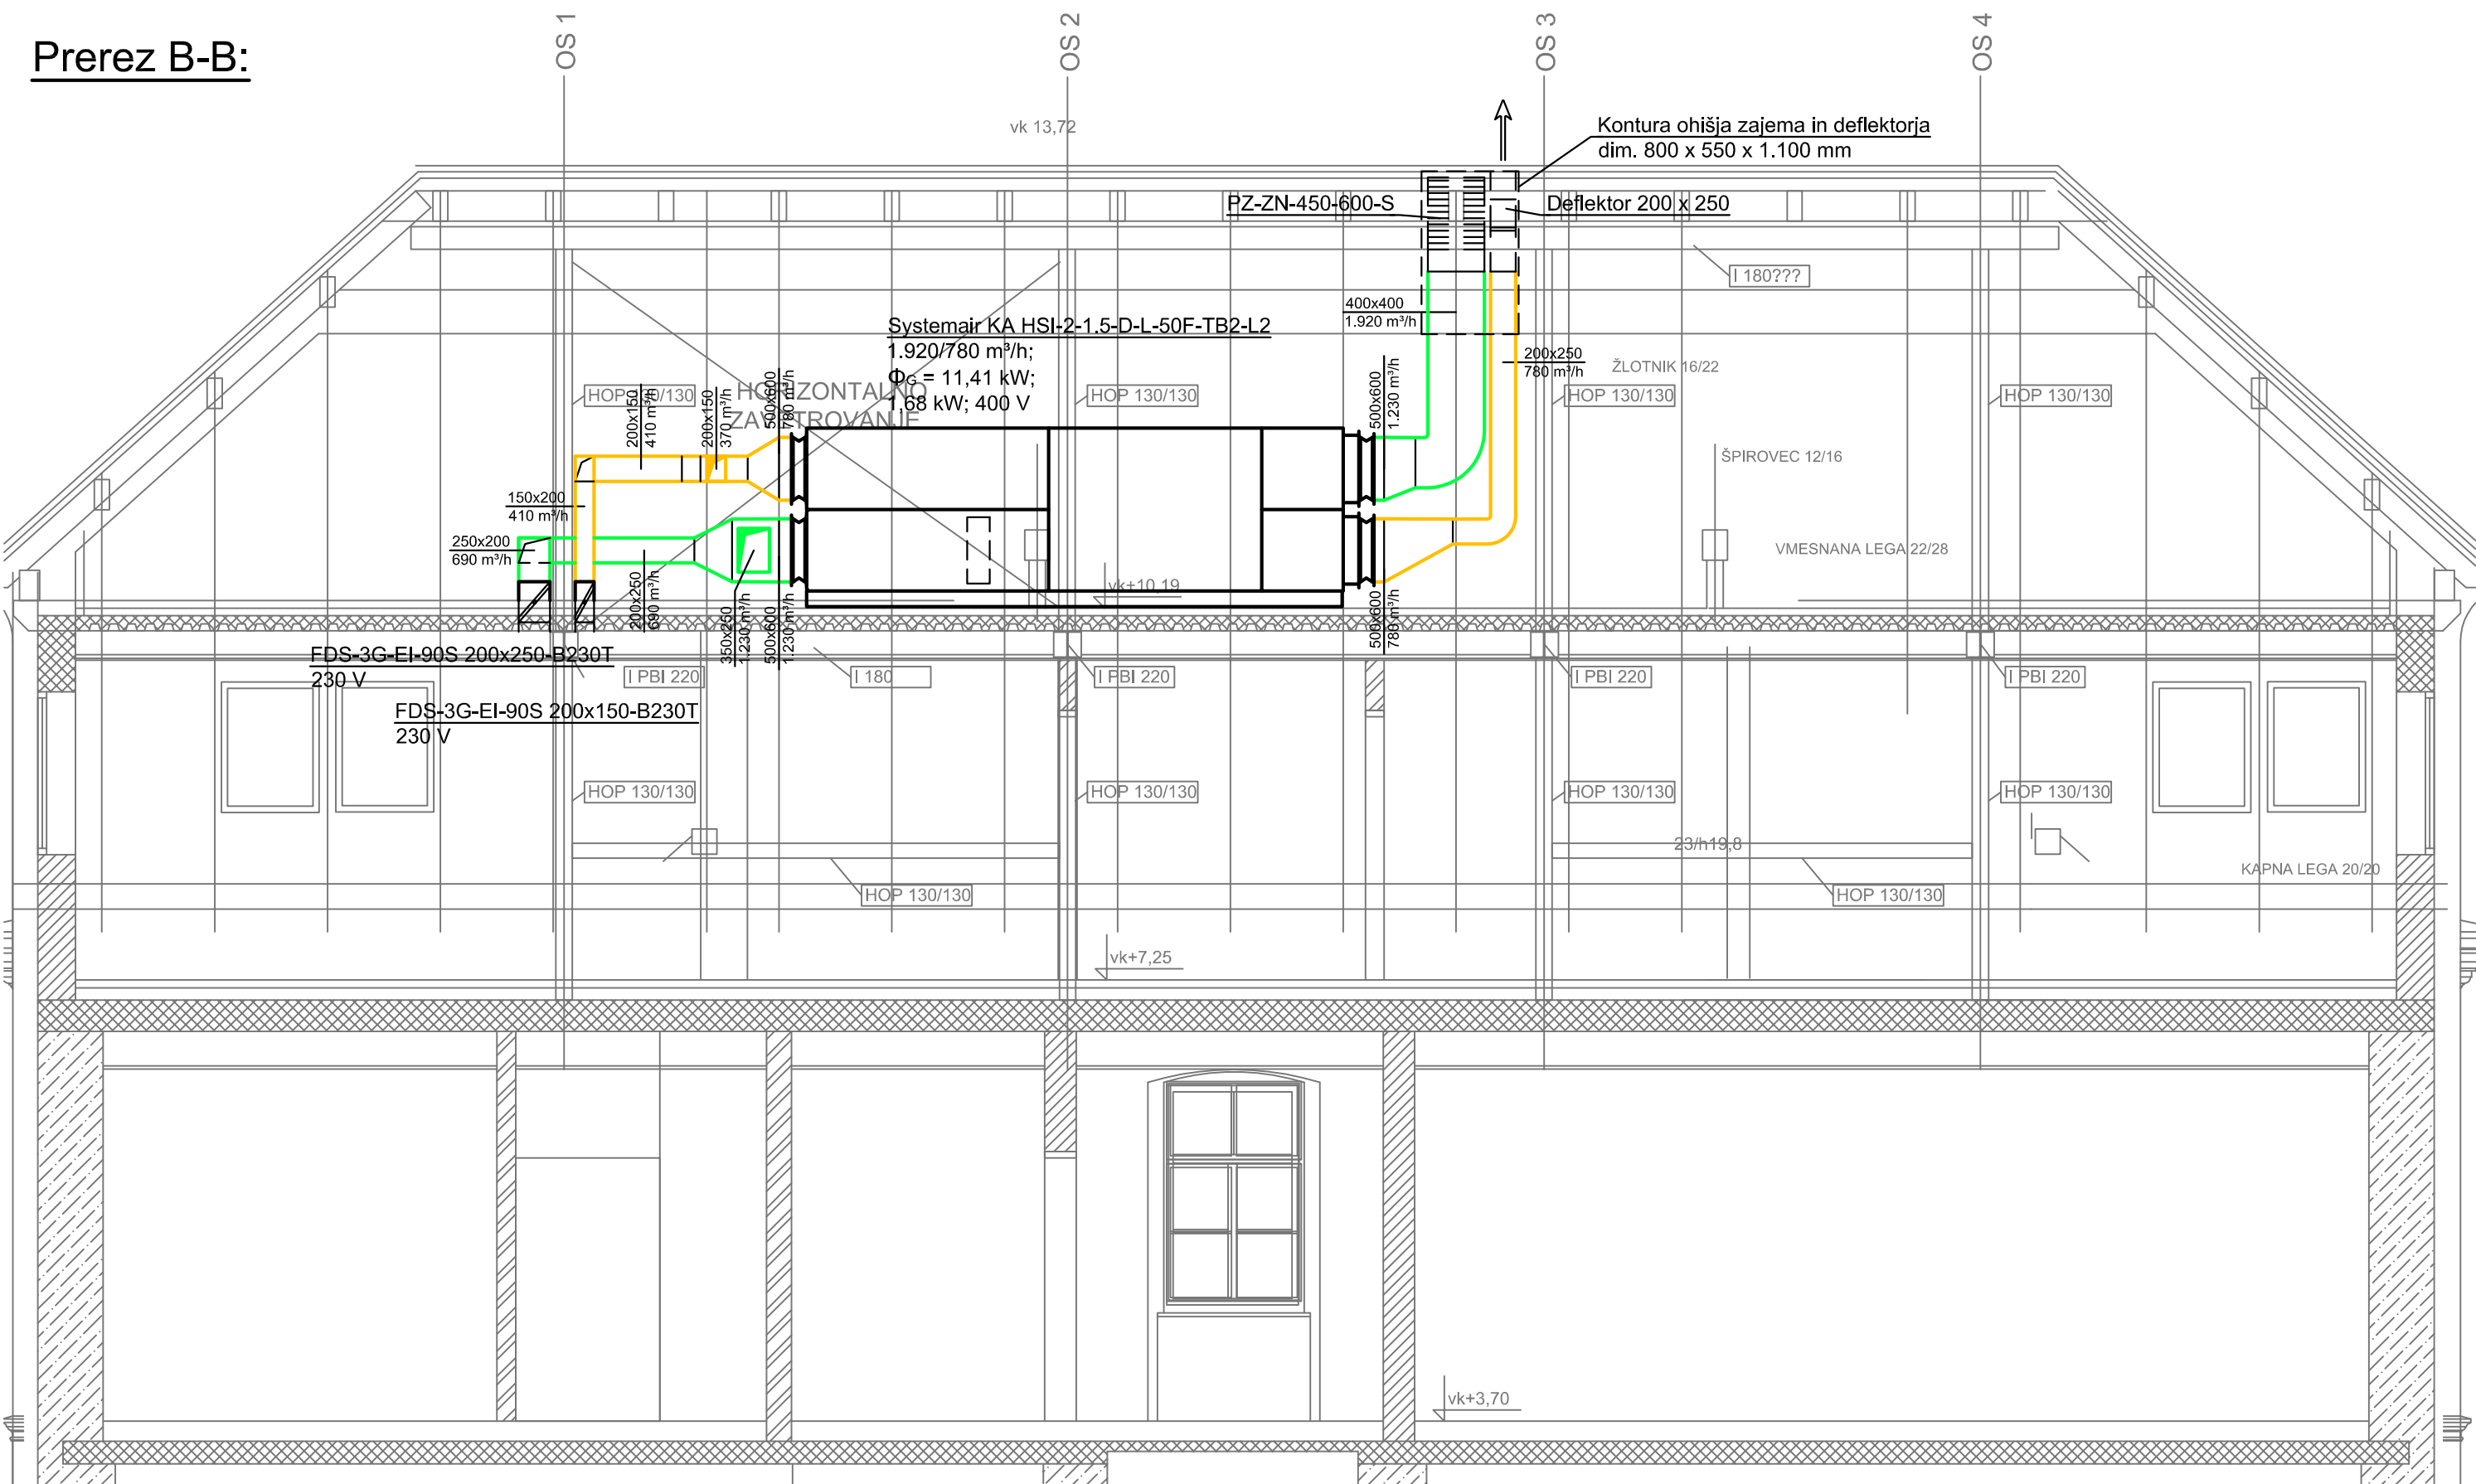 Prerez B-B:
OS 1
OS 2
OS 3
OS 4
vk 13,72
Kontura ohišja zajema in deflektorja
dim. 800 x 550 x 1.100 mm
PZ-ZN-450-600-S
Deflektor 200 x 250
I 180???
400x400
1.920 m³/h
Systemair KA HSI-2-1.5-D-L-50F-TB2-L2
1.920/780 m³/h;
ΦG = 11,41 kW;
1,68 kW; 400 V
200x250
780 m³/h
ŽLOTNIK 16/22
HOP 130/130
HORIZONTALNO
ZAVETROVANJE
HOP 130/130
HOP 130/130
HOP 130/130
200x150
410 m³/h
200x150
370 m³/h
500x600
780 m³/h
500x600
1.230 m³/h
ŠPIROVEC 12/16
150x200
410 m³/h
250x200
690 m³/h
VMESNANA LEGA 22/28
vk+10,19
200x250
690 m³/h
350x250
1.230 m³/h
500x600
1.230 m³/h
500x600
780 m³/h
FDS-3G-EI-90S 200x250-B230T
230 V
I PBI 220
I 180
I PBI 220
I PBI 220
I PBI 220
FDS-3G-EI-90S 200x150-B230T
230 V
HOP 130/130
HOP 130/130
HOP 130/130
HOP 130/130
23/h19,8
KAPNA LEGA 20/20
HOP 130/130
HOP 130/130
vk+7,25
vk+3,70